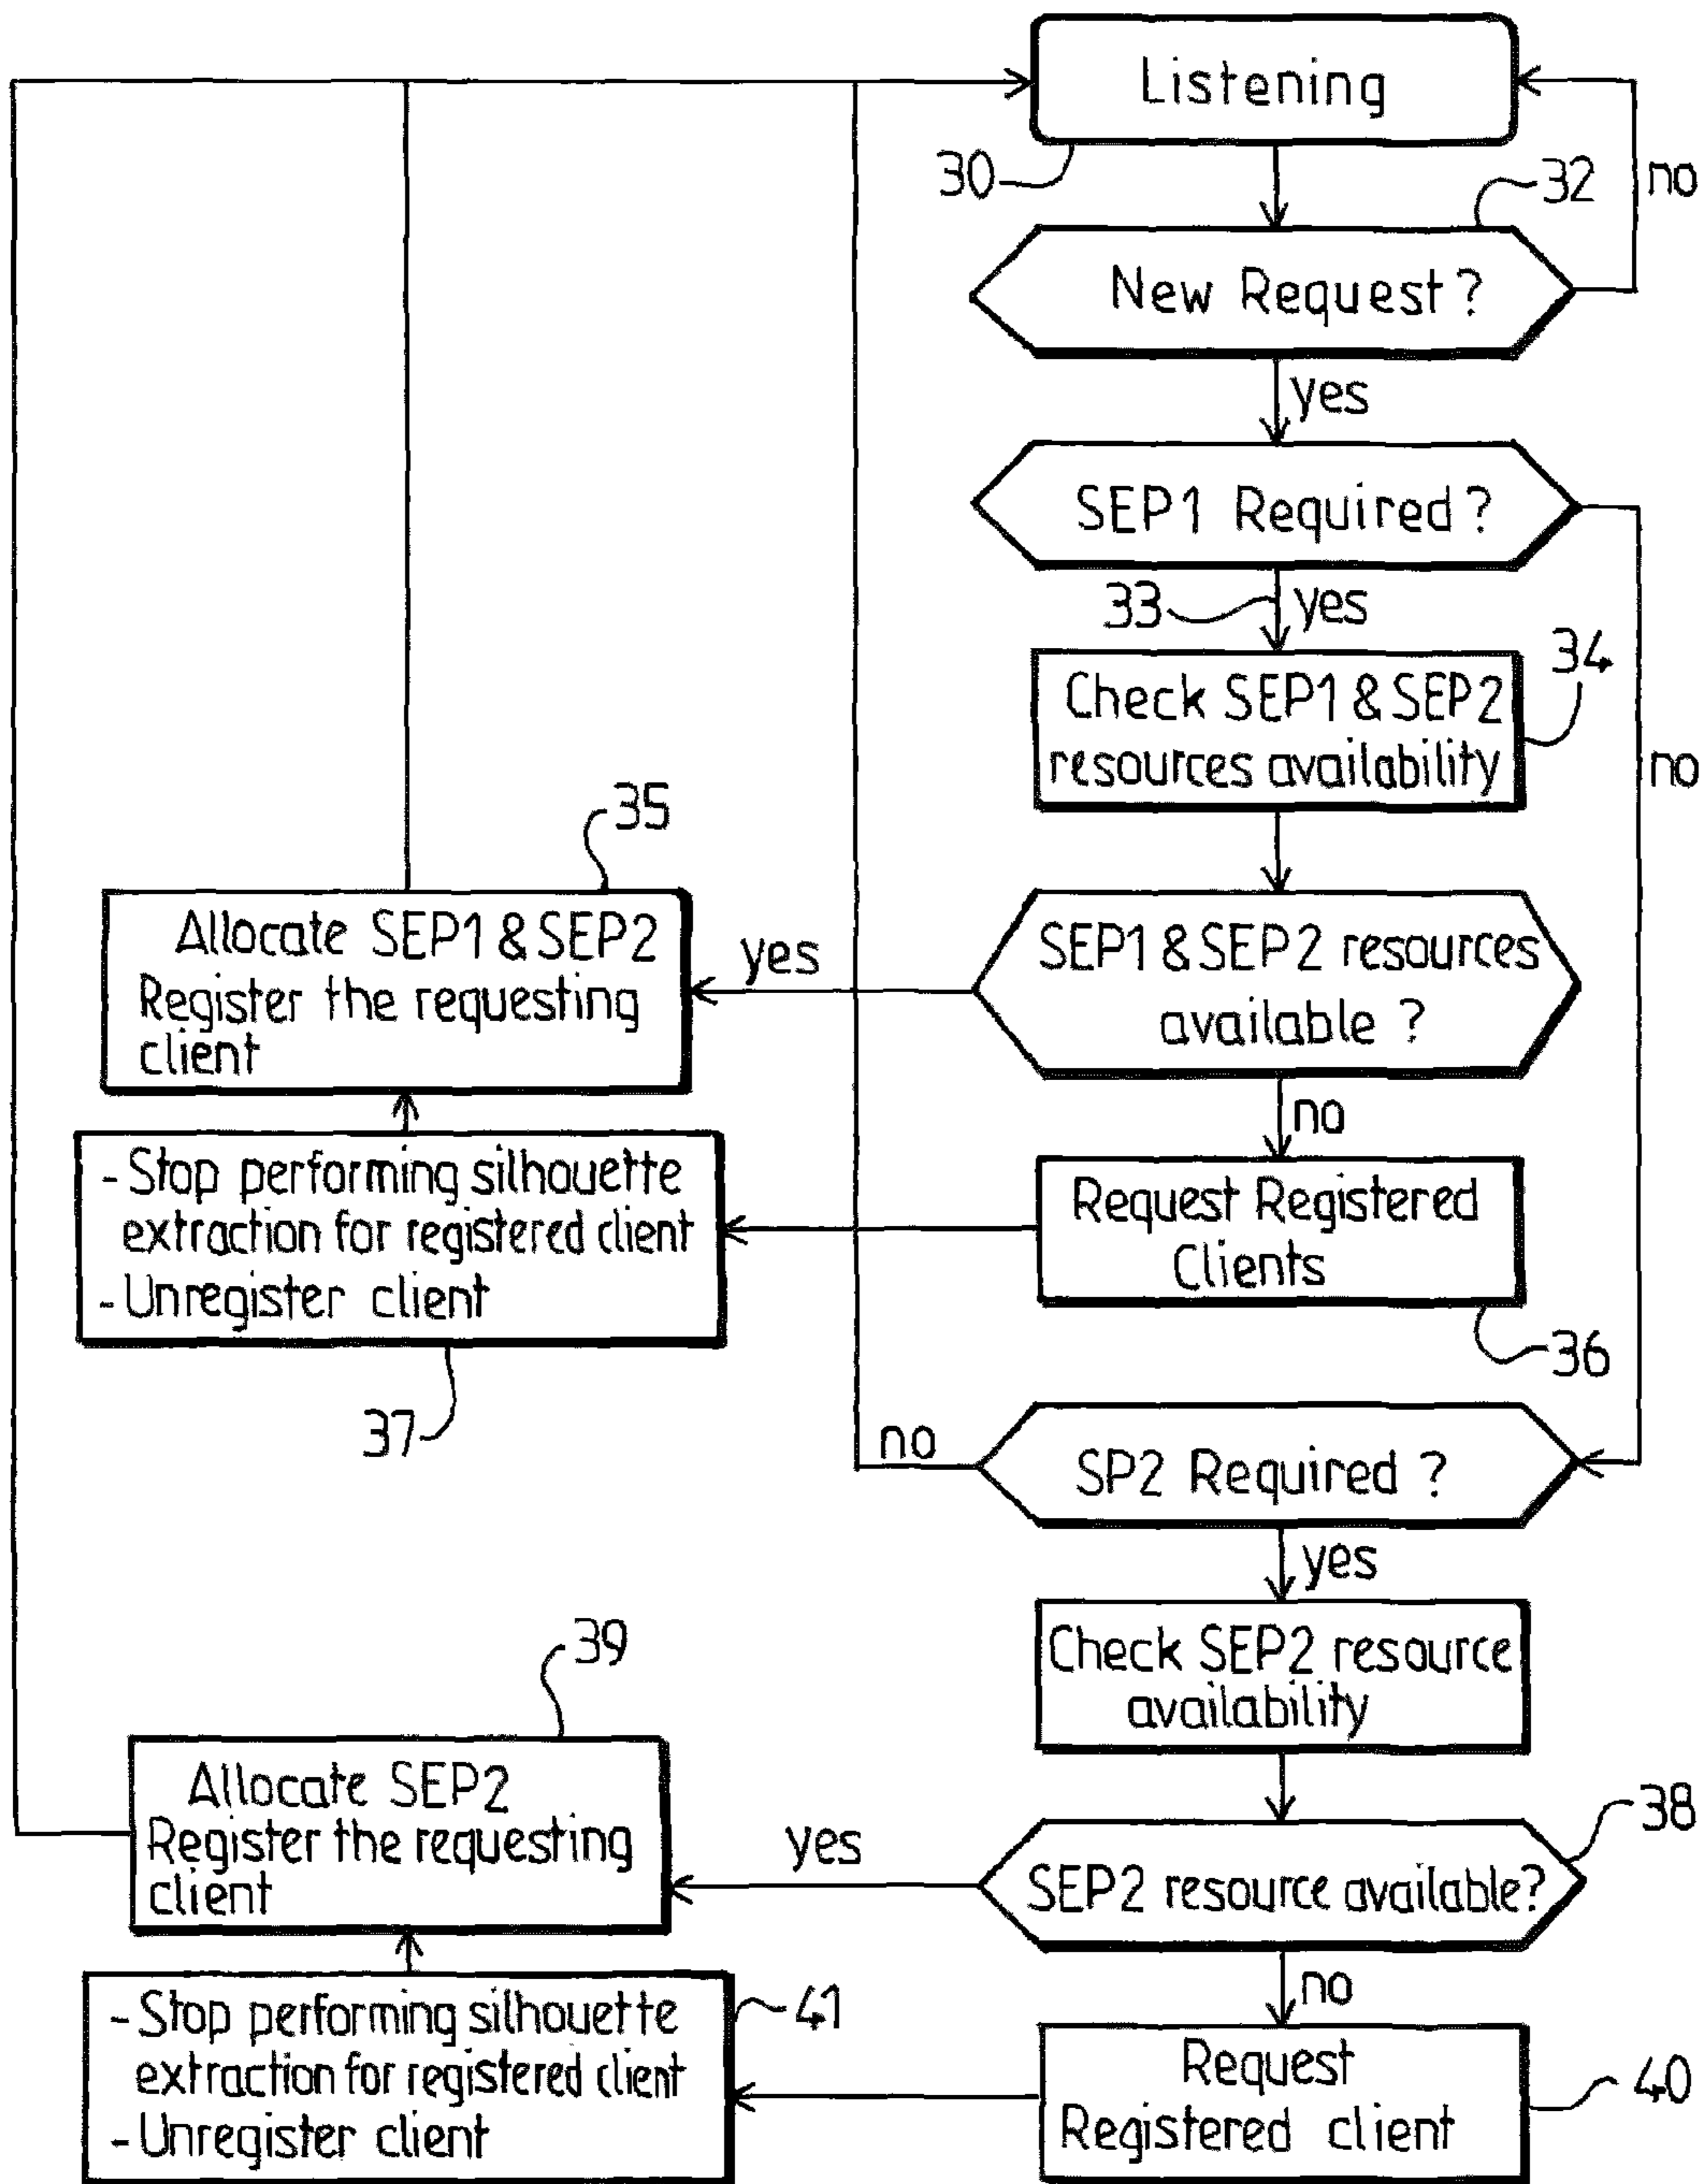 Listening
30
32
no
New Request?
yes
SEP1 Required?
33
yes
34
Check SEP1 & SEP2
resources availability
no
35
Allocate SEP1 & SEP2
Register the requesting
client
yes
SEP1 & SEP2 resources
available ?
no
- Stop performing silhouette
extraction for registered client
- Unregister client
Request Registered
Clients
36
37
no
SP2 Required ?
yes
Check SEP2 resource
availability
39
Allocate SEP2
Register the requesting
client
yes
38
SEP2 resource available?
no
- Stop performing silhouette
extraction for registered client
- Unregister client
41
Request
Registered client
40